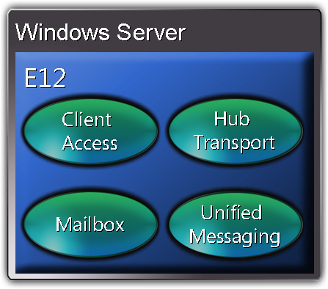 Windows Server
E12
Client
Access
Hub
Transport
Mailbox
Unified
Messaging